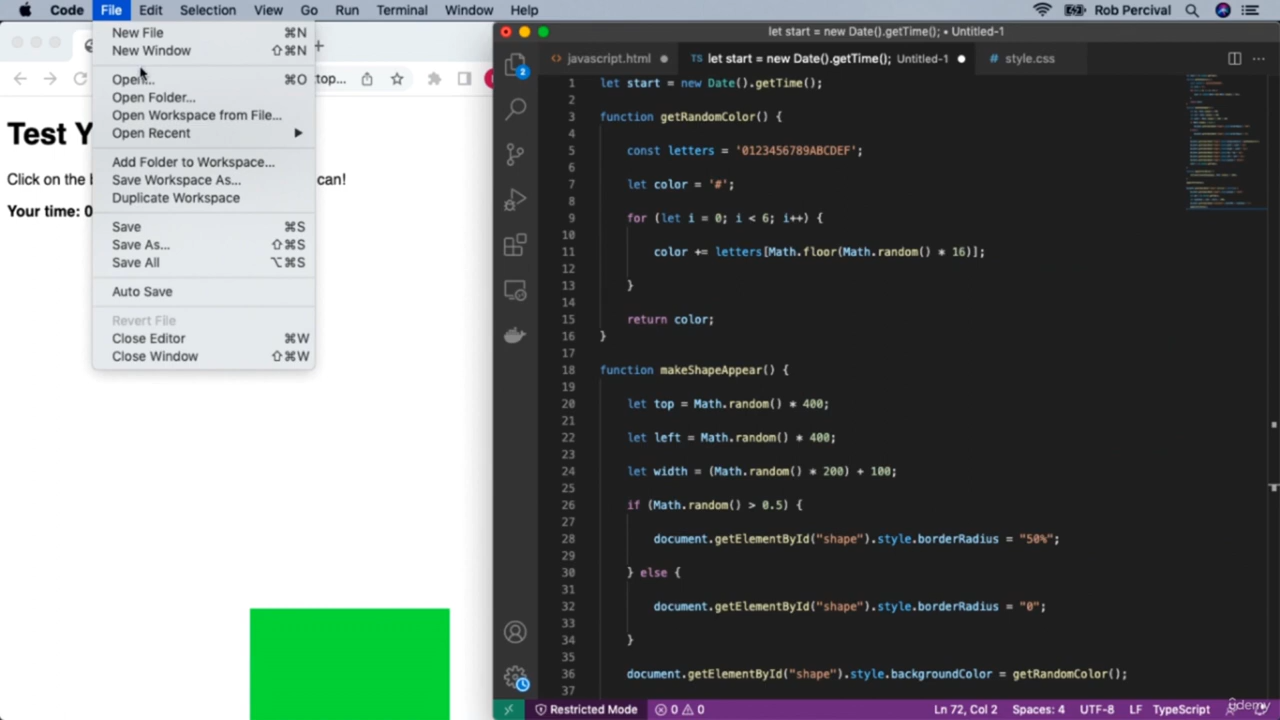 Code File Edit Selection View Go Run Terminal Window Help Rob Percival
New File ⌘N
New Window ⇧⌘N
Open... ⌘O
Open Folder...
Open Workspace from File...
Open Recent
Add Folder to Workspace...
Save Workspace As...
Duplicate Workspace
Save ⌘S
Save As... ⇧⌘S
Save All ⌥⌘S
Auto Save
Revert File
Close Editor ⌘W
Close Window ⇧⌘W
top...
Test Y
Click on the b can!
Your time: 0
let start = new Date().getTime(); • Untitled-1
2
<> javascript.html ● TS let start = new Date().getTime(); Untitled-1 ● # style.css
1 let start = new Date().getTime();
2
3 function getRandomColor() {
4
5 const letters = '0123456789ABCDEF';
6
7 let color = '#';
8
9 for (let i = 0; i < 6; i++) {
10
11 color += letters[Math.floor(Math.random() * 16)];
12
13 }
14
15 return color;
16 }
17
18 function makeShapeAppear() {
19
20 let top = Math.random() * 400;
21
22 let left = Math.random() * 400;
23
24 let width = (Math.random() * 200) + 100;
25
26 if (Math.random() > 0.5) {
27
28 document.getElementById("shape").style.borderRadius = "50%";
29
30 } else {
31
32 document.getElementById("shape").style.borderRadius = "0";
33
34 }
35
36 document.getElementById("shape").style.backgroundColor = getRandomColor();
37
Restricted Mode 0 0 Ln 72, Col 2 Spaces: 4 UTF-8 LF TypeScript
Udemy